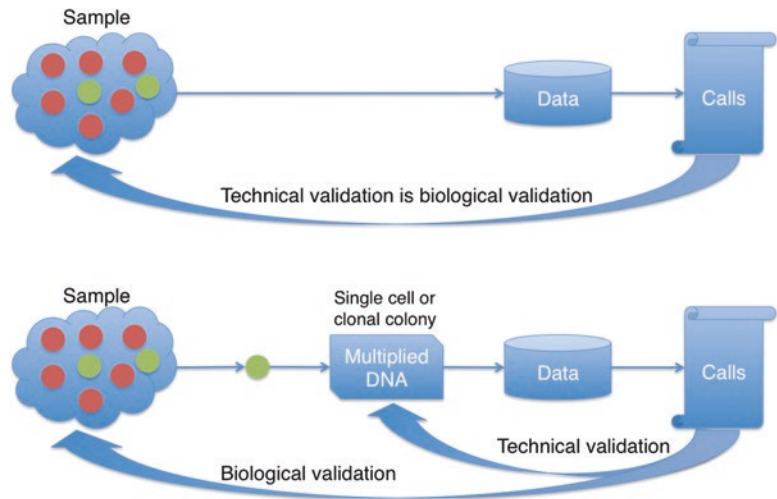 Sample
Data
Calls
Technical validation is biological validation
Sample
Single cell or
clonal colony
Multiplied
DNA
Data
Calls
Technical validation
Biological validation